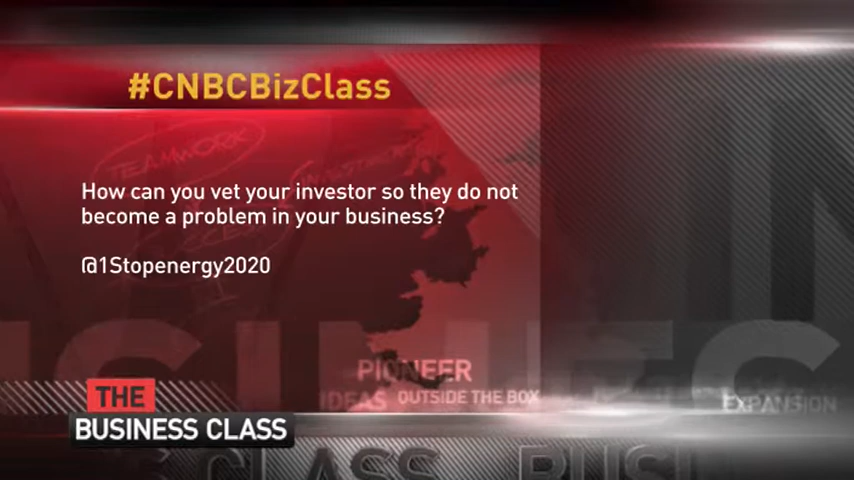 #CNBCBizClass
TEAMWORK
How can you vet your investor so they do not
become a problem in your business?
@1Stopenergy2020
PIONEER
IDEAS OUTSIDE THE BOX
EXPANSION
THE
BUSINESS CLASS